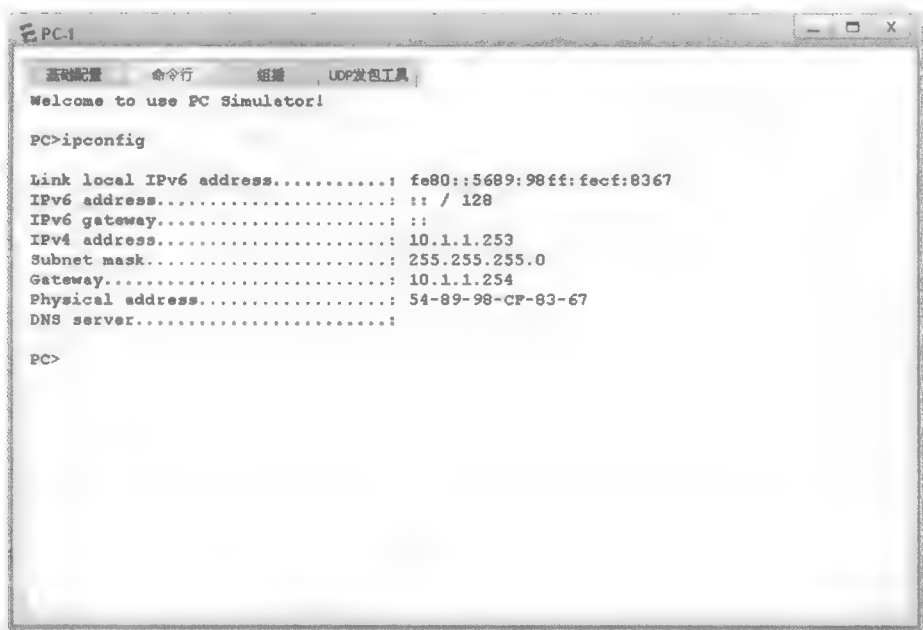 PC-1
基础配置 命令行 组播 UDP发包工具
Welcome to use PC Simulator!
PC>ipconfig
Link local IPv6 address...........: fe80::5689:98ff:fecf:8367
IPv6 address......................: :: / 128
IPv6 gateway......................: ::
IPv4 address......................: 10.1.1.253
Subnet mask.......................: 255.255.255.0
Gateway...........................: 10.1.1.254
Physical address..................: 54-89-98-CF-83-67
DNS server........................:
PC>